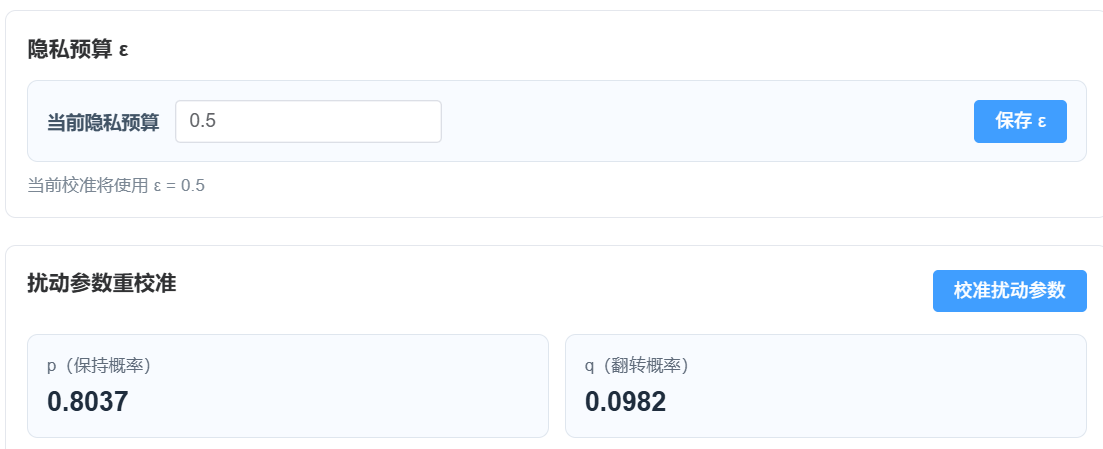 隐私预算 ε
当前隐私预算 0.5 保存 ε
当前校准将使用 ε = 0.5
扰动参数重校准 校准扰动参数
p（保持概率） q（翻转概率）
0.8037 0.0982